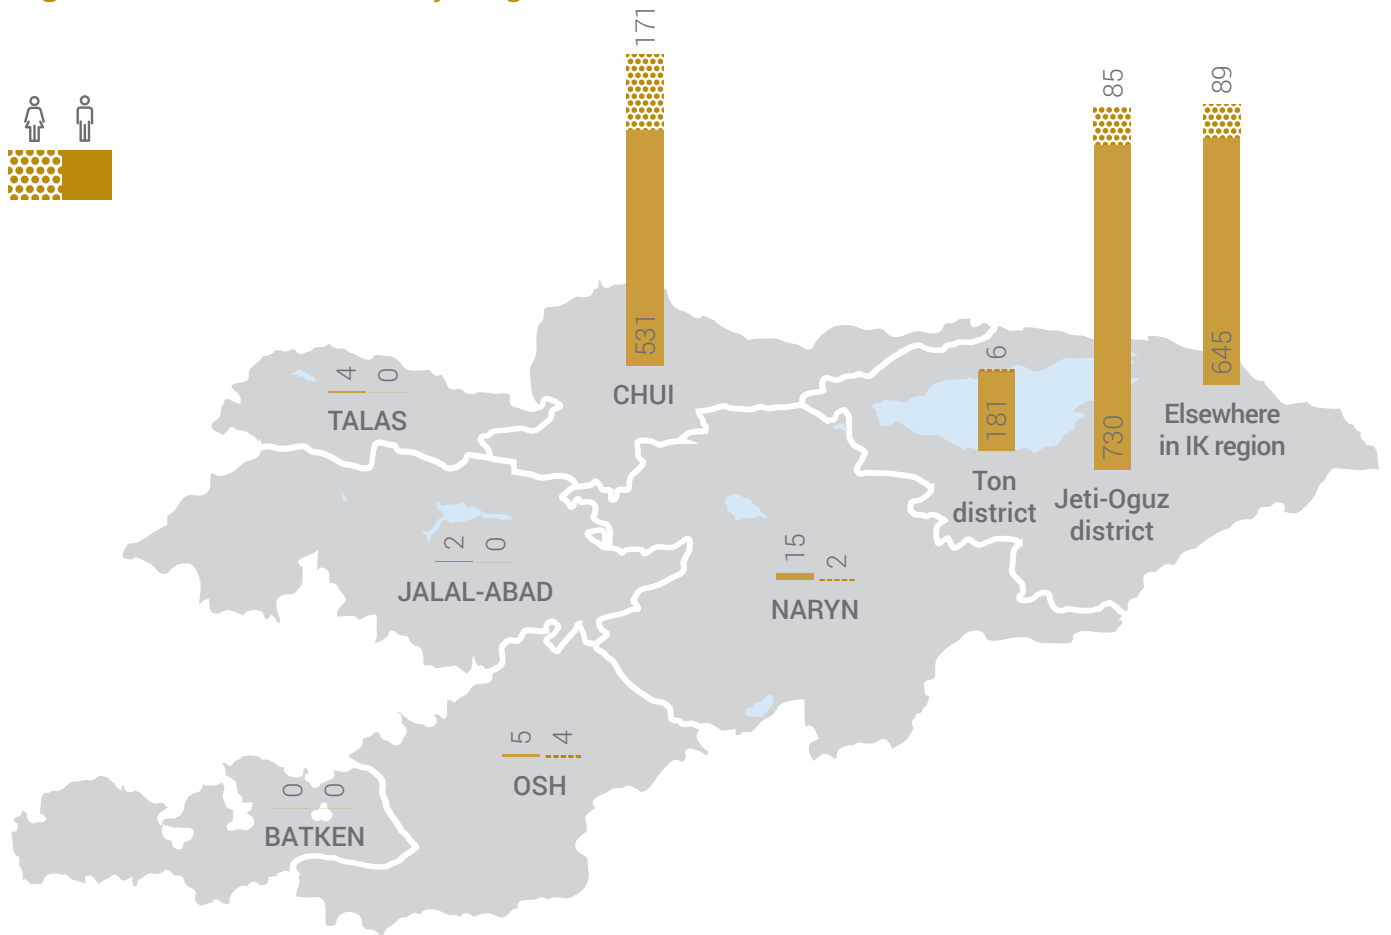 171
531
CHUI
4
0
TALAS
6
181
Ton
district
85
730
Jeti-Oguz
district
89
645
Elsewhere
in IK region
2
0
JALAL-ABAD
15
2
NARYN
5
4
OSH
0
0
BATKEN